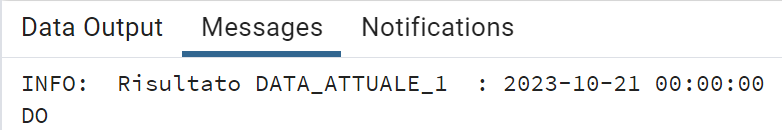 Data Output Messages Notifications
INFO:  Risultato DATA_ATTUALE_1  : 2023-10-21 00:00:00
DO